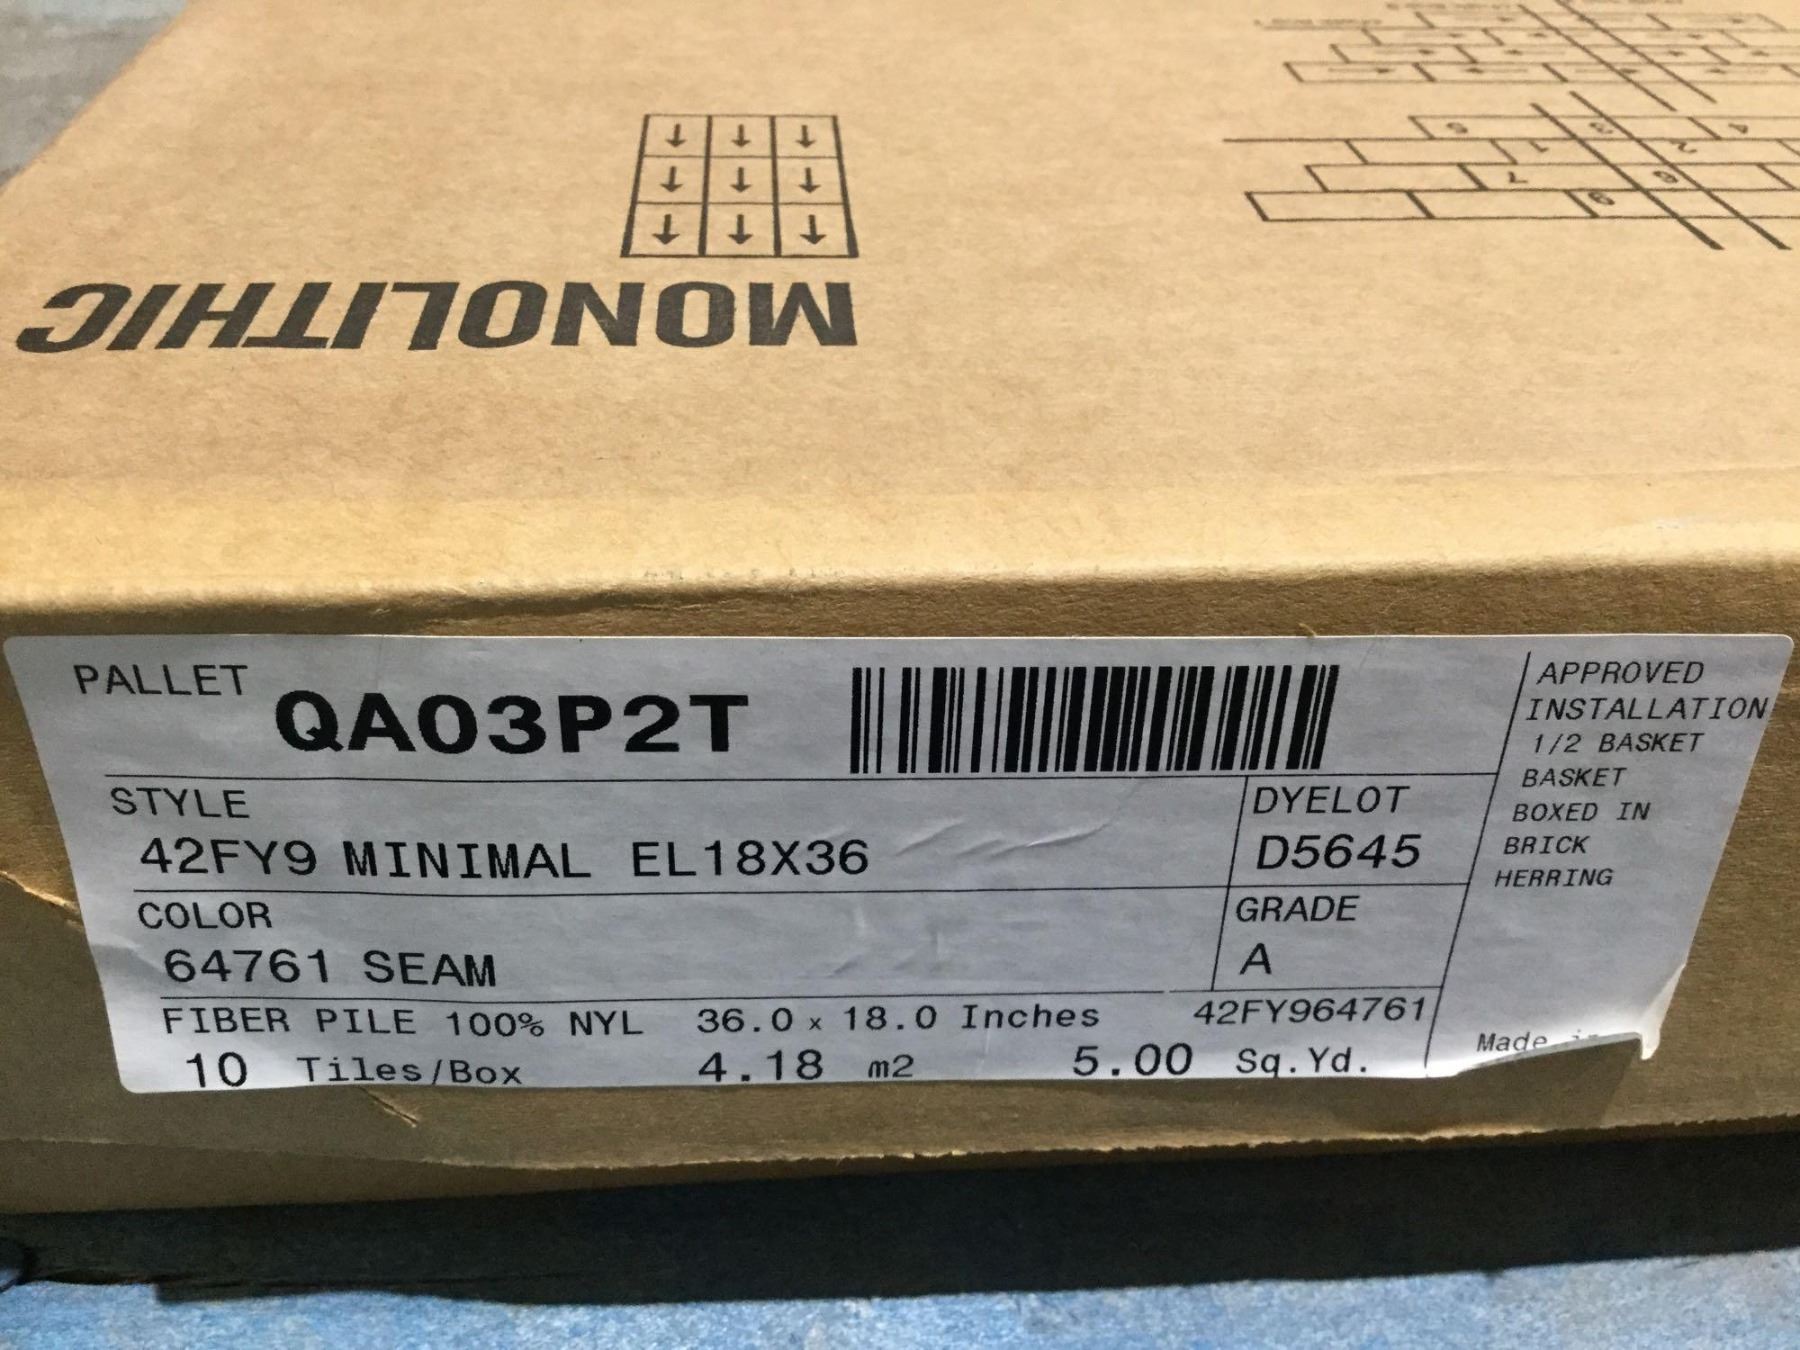 MONOLITHIC
PALLET
QA03P2T
STYLE
42FY9 MINIMAL EL18X36
DYELOT
D5645
COLOR
64761 SEAM
GRADE
A
FIBER PILE 100% NYL 36.0 x 18.0 Inches 42FY964761
10 Tiles/Box 4.18 m2 5.00 Sq.Yd.
APPROVED
INSTALLATION
1/2 BASKET
BASKET
BOXED IN
BRICK
HERRING
Made